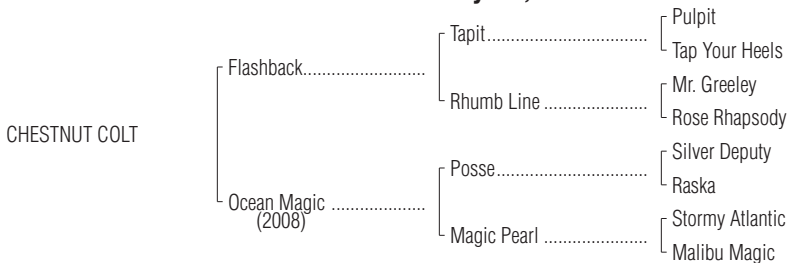 Pulpit
Tapit
Tap Your Heels
Flashback
Mr. Greeley
Rhumb Line
Rose Rhapsody
CHESTNUT COLT
Silver Deputy
Posse
Raska
Ocean Magic
(2008)
Stormy Atlantic
Magic Pearl
Malibu Magic